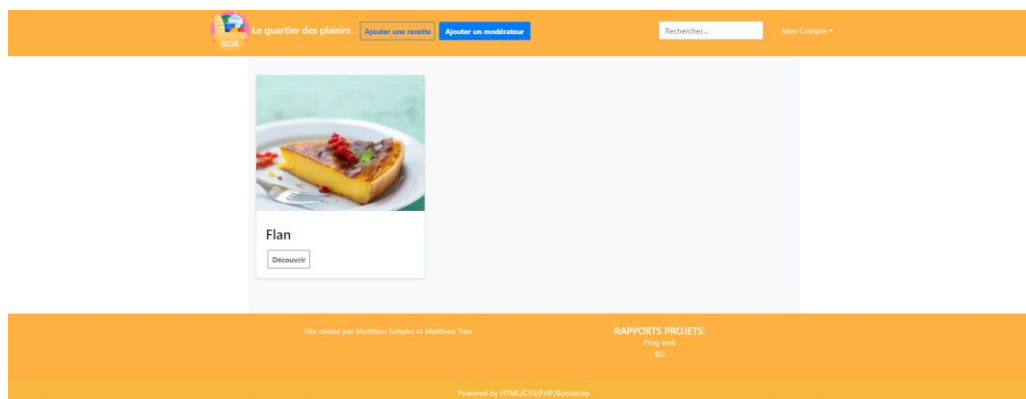 Le quartier des plaisirs
Ajouter une recette
Ajouter un modérateur
Rechercher...
Mon Compte
Flan
Découvrir
Site réalisé par Matthieu Schuler et Matthieu Tran
RAPPORTS PROJETS:
Prog web
BD
Powered by HTML/CSS/PHP/Bootstrap